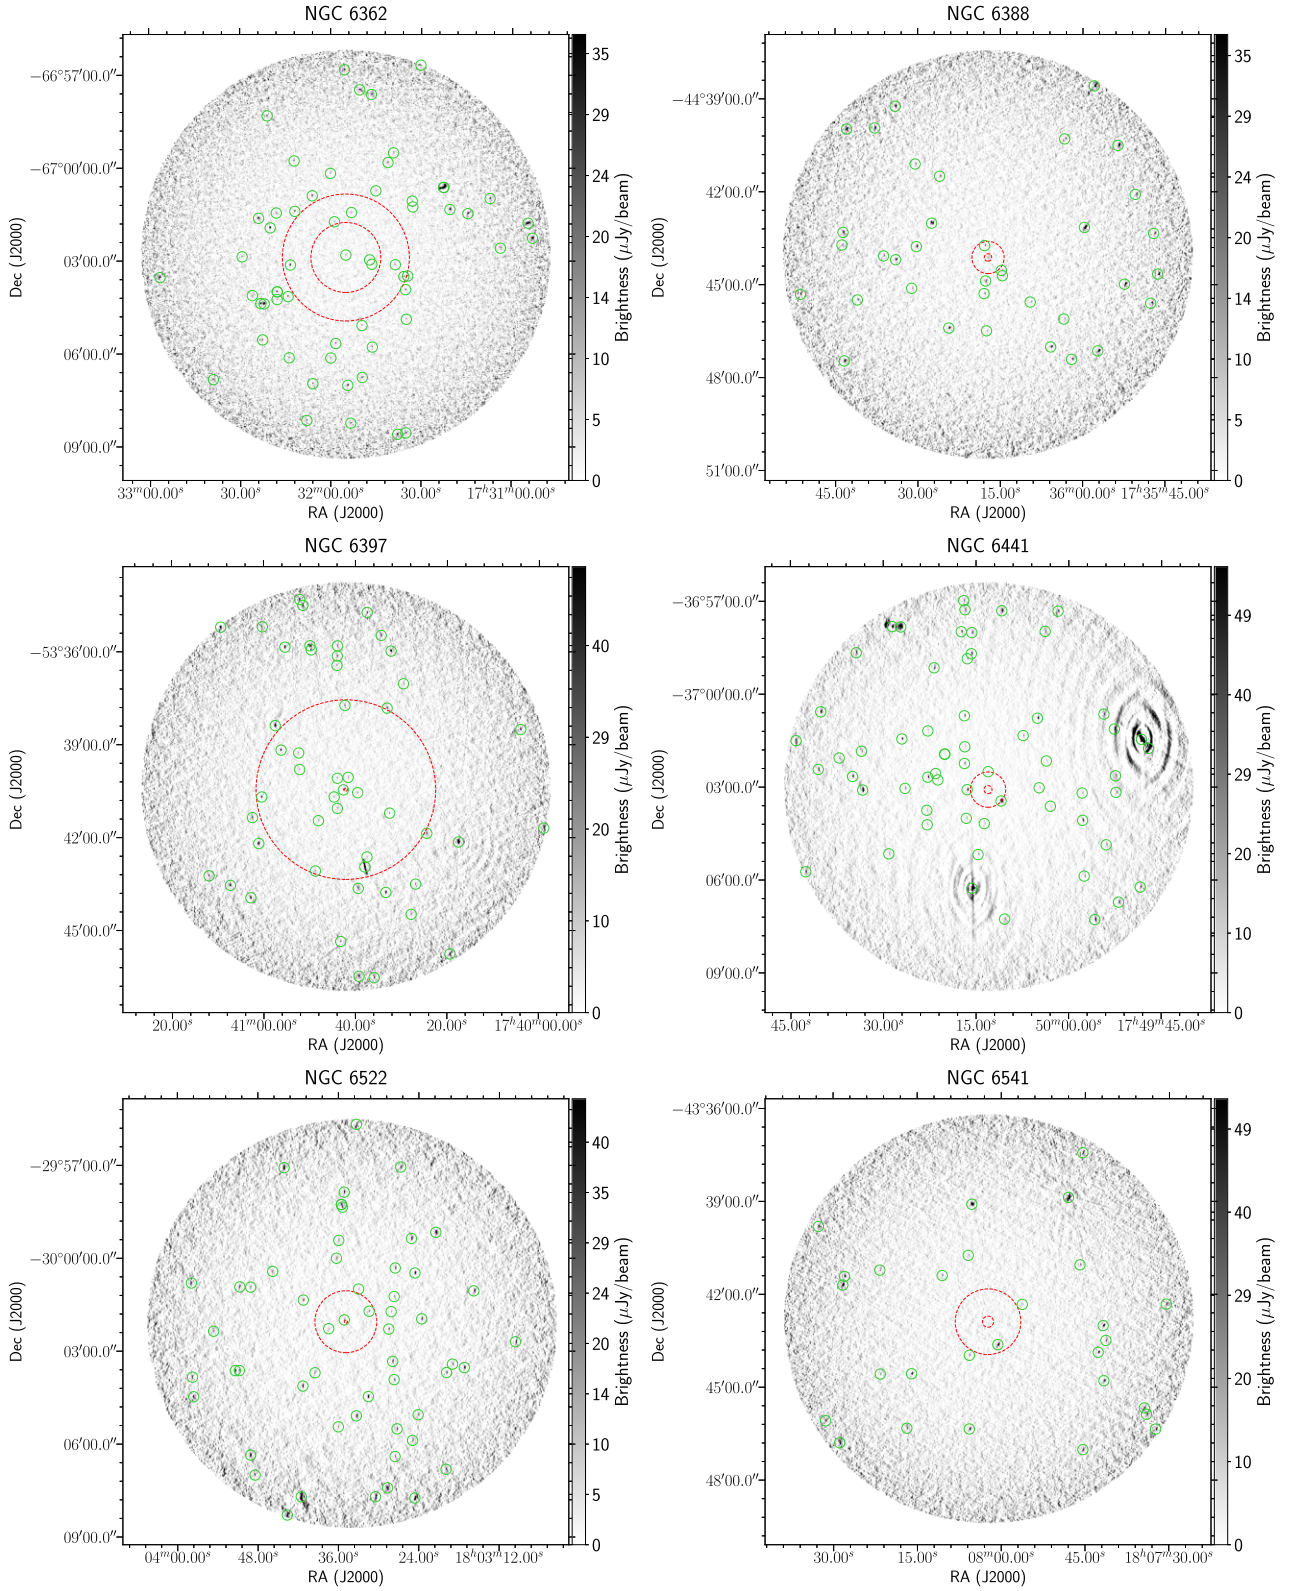 NGC 6362
−66°57′00.0″
−67°00′00.0″
03′00.0″
06′00.0″
09′00.0″
Dec (J2000)
33ᵐ00.00ˢ 30.00ˢ 32ᵐ00.00ˢ 30.00ˢ 17ʰ31ᵐ00.00ˢ
RA (J2000)
35
29
24
20
14
10
5
0
Brightness (μJy/beam)
NGC 6388
−44°39′00.0″
42′00.0″
45′00.0″
48′00.0″
51′00.0″
Dec (J2000)
45.00ˢ 30.00ˢ 15.00ˢ 36ᵐ00.00ˢ 17ʰ35ᵐ45.00ˢ
RA (J2000)
35
29
24
20
14
10
5
0
Brightness (μJy/beam)
NGC 6397
−53°36′00.0″
39′00.0″
42′00.0″
45′00.0″
Dec (J2000)
20.00ˢ 41ᵐ00.00ˢ 40.00ˢ 20.00ˢ 17ʰ40ᵐ00.00ˢ
RA (J2000)
40
29
20
10
0
Brightness (μJy/beam)
NGC 6441
−36°57′00.0″
−37°00′00.0″
03′00.0″
06′00.0″
09′00.0″
Dec (J2000)
45.00ˢ 30.00ˢ 15.00ˢ 50ᵐ00.00ˢ 17ʰ49ᵐ45.00ˢ
RA (J2000)
49
40
29
20
10
0
Brightness (μJy/beam)
NGC 6522
−29°57′00.0″
−30°00′00.0″
03′00.0″
06′00.0″
09′00.0″
Dec (J2000)
04ᵐ00.00ˢ 48.00ˢ 36.00ˢ 24.00ˢ 18ʰ03ᵐ12.00ˢ
RA (J2000)
40
35
29
24
20
14
10
5
0
Brightness (μJy/beam)
NGC 6541
−43°36′00.0″
39′00.0″
42′00.0″
45′00.0″
48′00.0″
Dec (J2000)
30.00ˢ 15.00ˢ 08ᵐ00.00ˢ 45.00ˢ 18ʰ07ᵐ30.00ˢ
RA (J2000)
49
40
29
20
10
0
Brightness (μJy/beam)